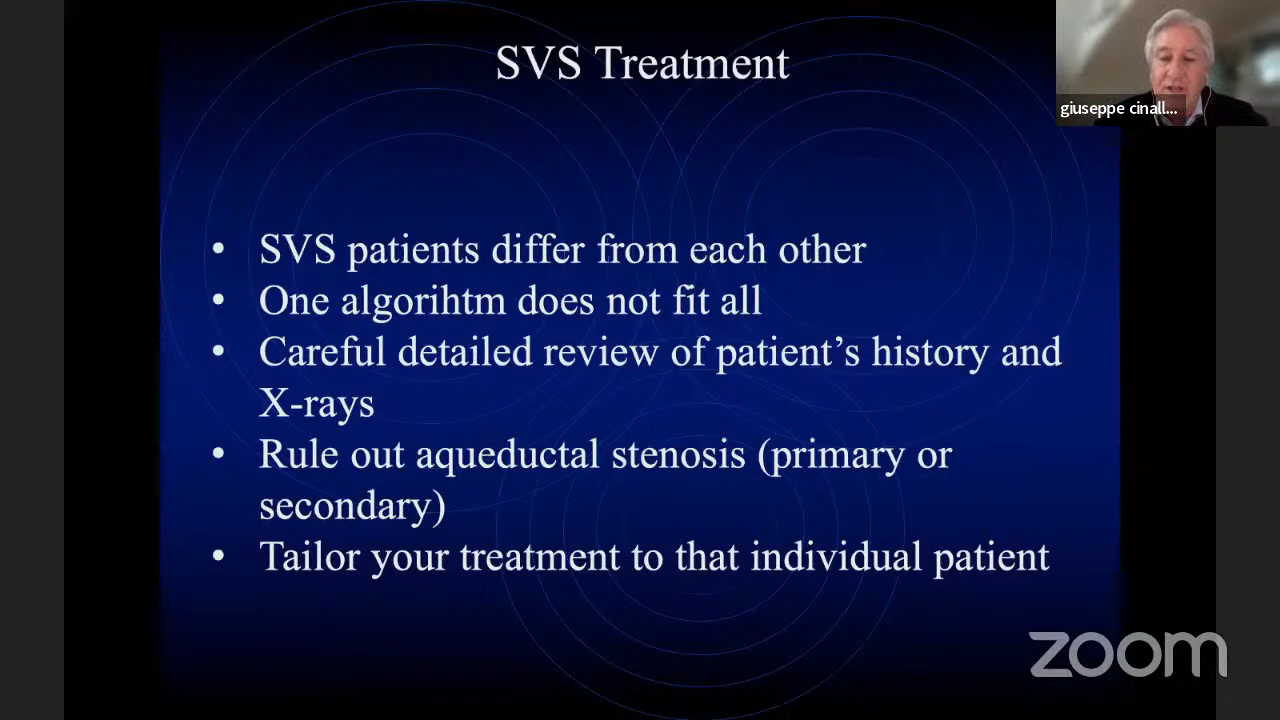 SVS Treatment
giuseppe cinall...
• SVS patients differ from each other
• One algorihtm does not fit all
• Careful detailed review of patient’s history and
X-rays
• Rule out aqueductal stenosis (primary or
secondary)
• Tailor your treatment to that individual patient
zoom